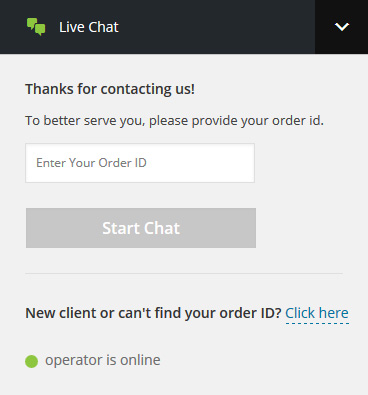 Live Chat
Thanks for contacting us!
To better serve you, please provide your order id.
Enter Your Order ID
Start Chat
New client or can't find your order ID? Click here
operator is online